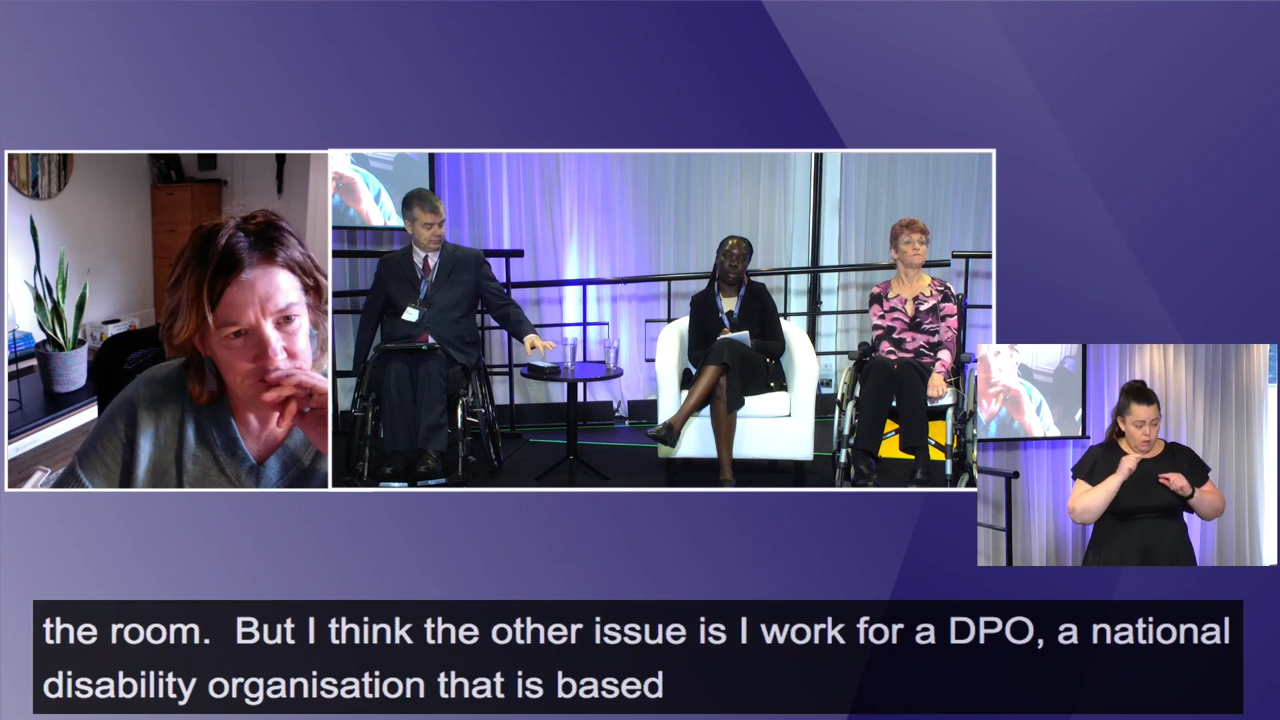 the room.  But I think the other issue is I work for a DPO, a national
disability organisation that is based